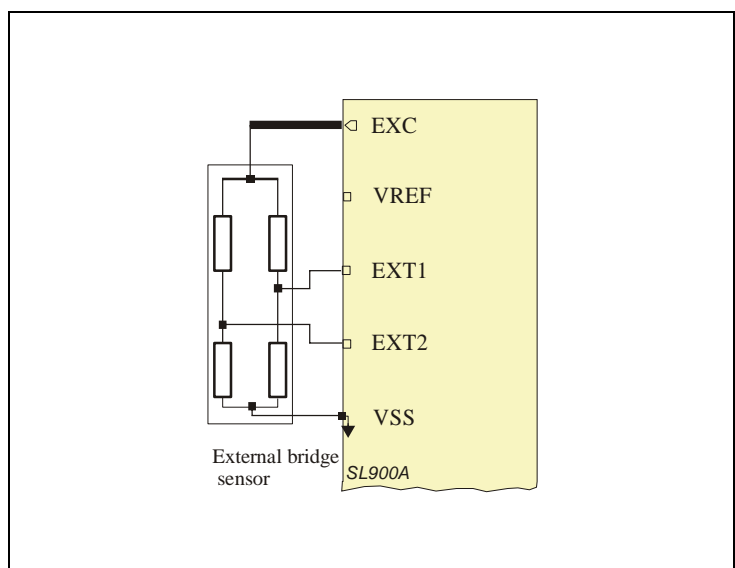 EXC
VREF
EXT1
EXT2
VSS
External bridge
sensor
SL900A